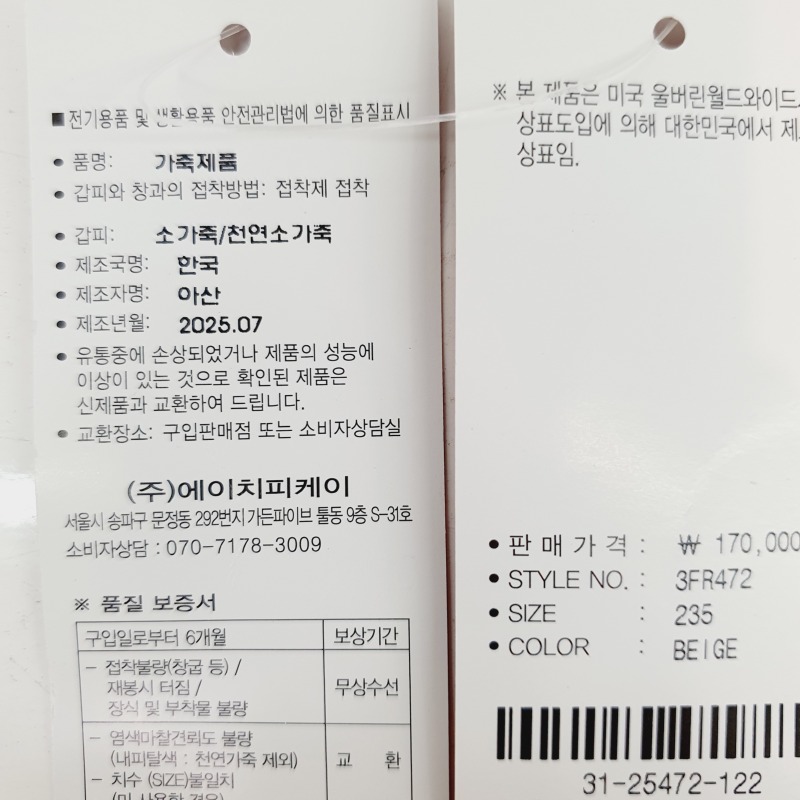 ■ 전기용품 및 생활용품 안전관리법에 의한 품질표시
• 품명: 가죽제품
• 갑피와 창과의 접착방법: 접착제 접착
• 갑피: 소가죽/천연소가죽
• 제조국명: 한국
• 제조자명: 아산
• 제조년월: 2025.07
• 유통중에 손상되었거나 제품의 성능에
이상이 있는 것으로 확인된 제품은
신제품과 교환하여 드립니다.
• 교환장소: 구입판매점 또는 소비자상담실
(주)에이치피케이
서울시 송파구 문정동 292번지 가든파이브 툴동 9층 S-31호
소비자상담 : 070-7178-3009
※ 품질 보증서
구입일로부터 6개월 보상기간
- 접착불량(창굽 등) /
재봉시 터짐 /
장식 및 부착물 불량
무상수선
- 염색마찰견뢰도 불량
(내피탈색 : 천연가죽 제외)
- 치수 (SIZE)불일치
교 환
※ 본 제품은 미국 울버린월드와이드
상표도입에 의해 대한민국에서 제
상표임.
• 판매가격 : ₩ 170,000
• STYLE NO. : 3FR472
• SIZE : 235
• COLOR : BEIGE
31-25472-122